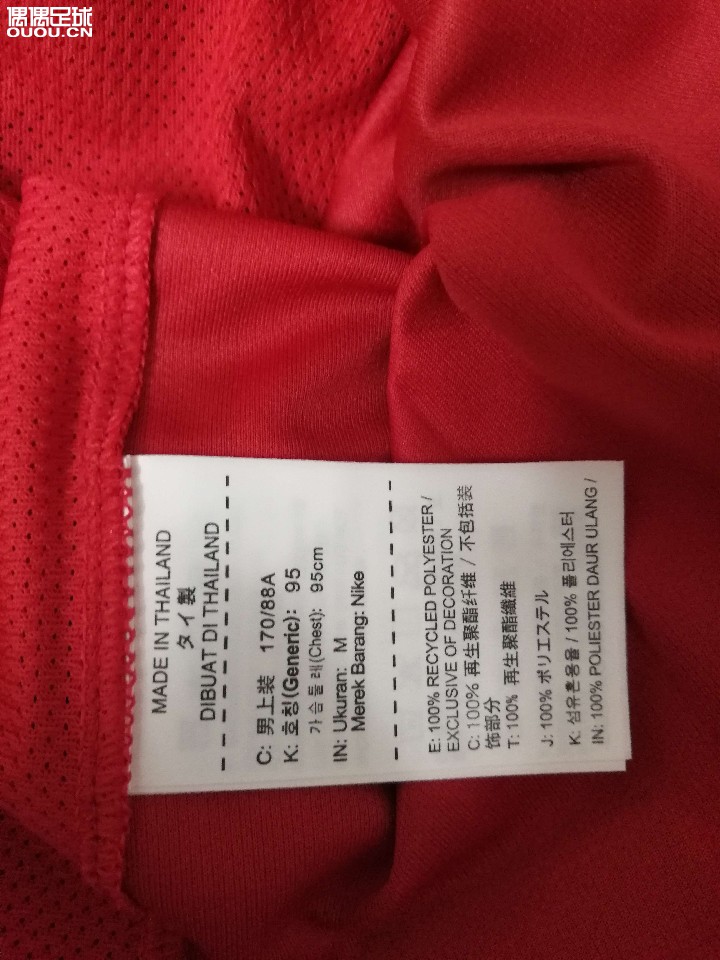 偶偶足球
OUOU.CN
MADE IN THAILAND
タイ製
DIBUAT DI THAILAND
C: 男上装 170/88A
K: 호칭(Generic): 95
가슴둘레(Chest): 95cm
IN: Ukuran: M
Merek Barang: Nike
E: 100% RECYCLED POLYESTER /
EXCLUSIVE OF DECORATION
C: 100% 再生聚酯纤维 / 不包括装
饰部分
T: 100% 再生聚酯纖維
J: 100% ポリエステル
K: 섬유혼용율 / 100% 폴리에스터
IN: 100% POLIESTER DAUR ULANG /